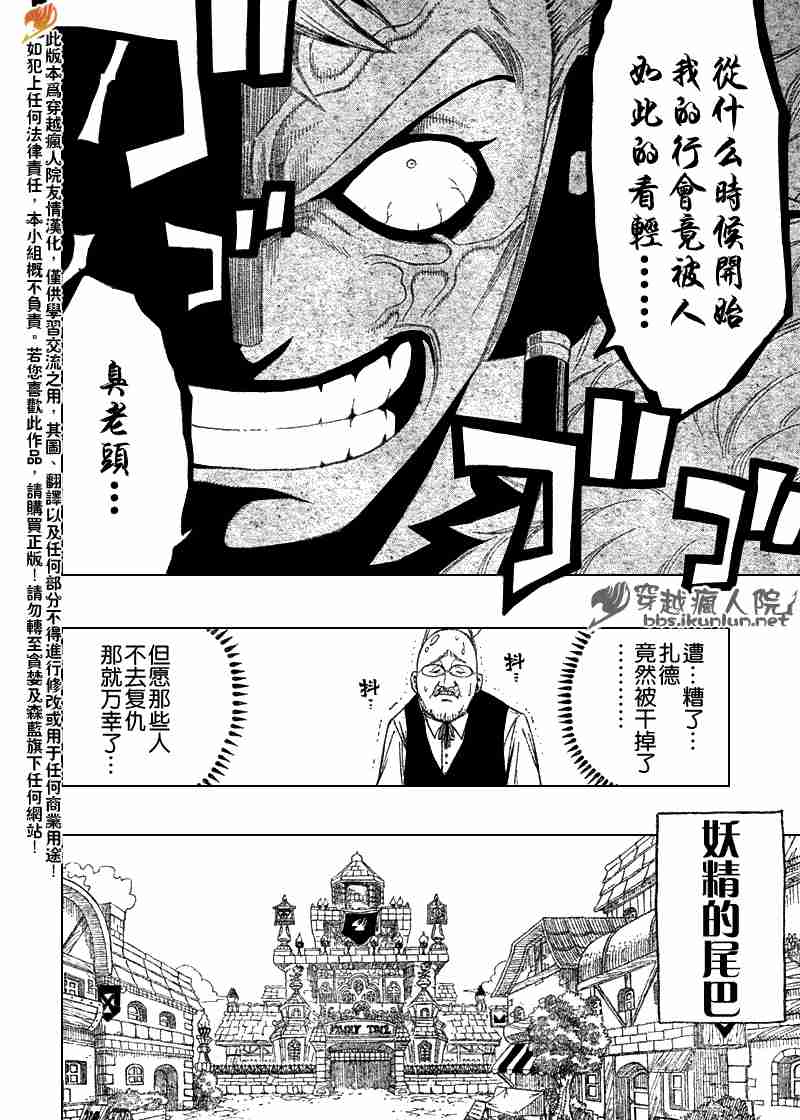 從什么時候開始
我的行會竟被人
如此的看輕……
臭老頭…
ゴ
ゴ
ゴ
ゴ
穿越瘋人院
bbs.ikunlun.net
遭…糟了…
扎德
竟然被干掉了
…………
抖
抖
但愿那些人
不去复仇
那就万幸了…
妖精的尾巴
FAIRY TAIL
此版本爲穿越瘋人院友情漢化，僅供學習交流之用，其圖、翻譯以及任何部分不得進行修改或用于任何商業用途！
如犯上任何法律責任，本小組概不負責。若您喜歡此作品，請購買正版！請勿轉至貪婪及森藍旗下任何網站！